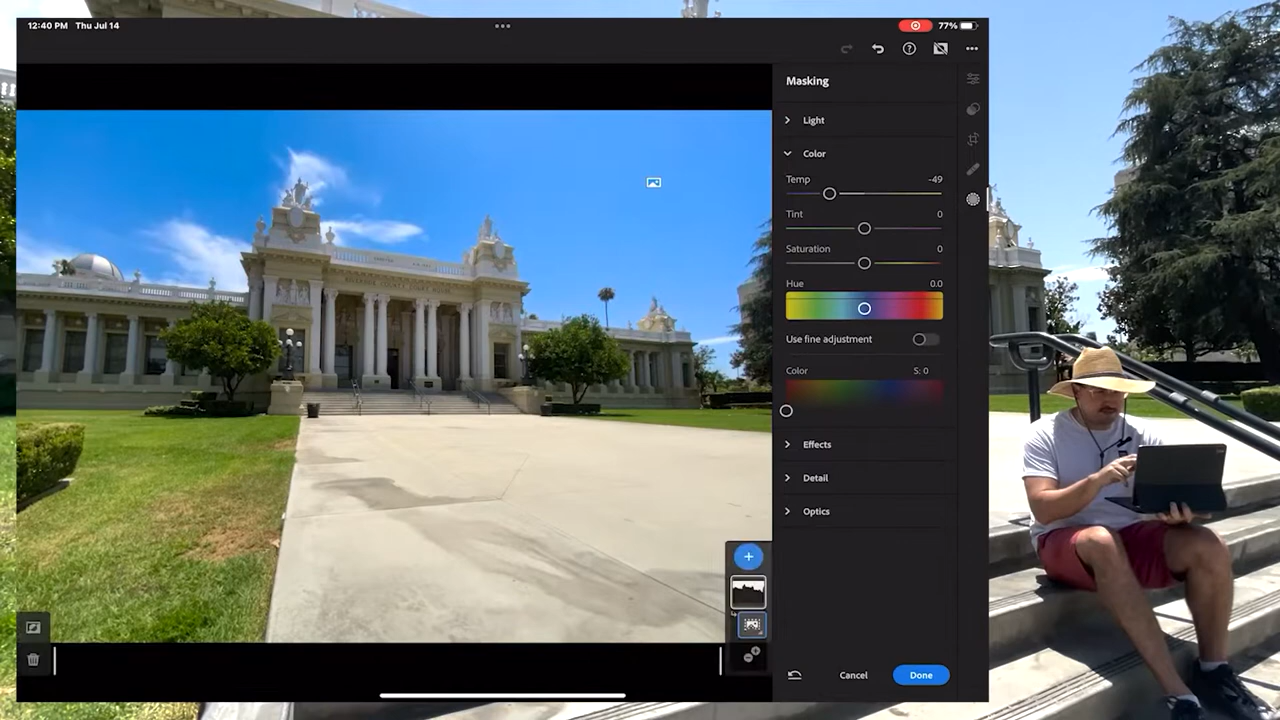 12:40 PM Thu Jul 14
77%
Masking
Light
Color
Temp -49
Tint 0
Saturation 0
Hue 0.0
Use fine adjustment
Color S: 0
Effects
Detail
Optics
Cancel Done